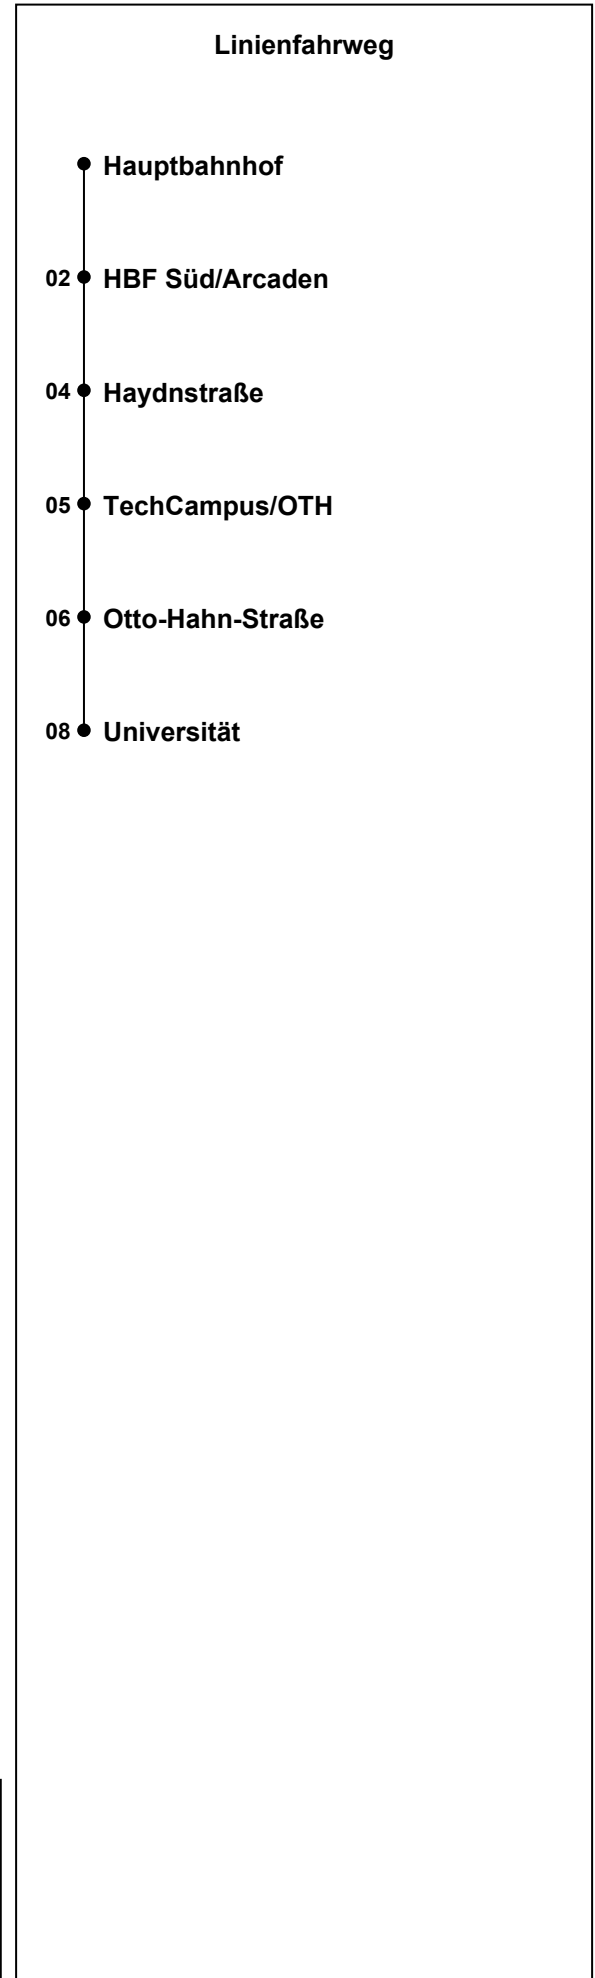 Linienfahrweg
Hauptbahnhof
02 HBF Süd/Arcaden
04 Haydnstraße
05 TechCampus/OTH
06 Otto-Hahn-Straße
08 Universität